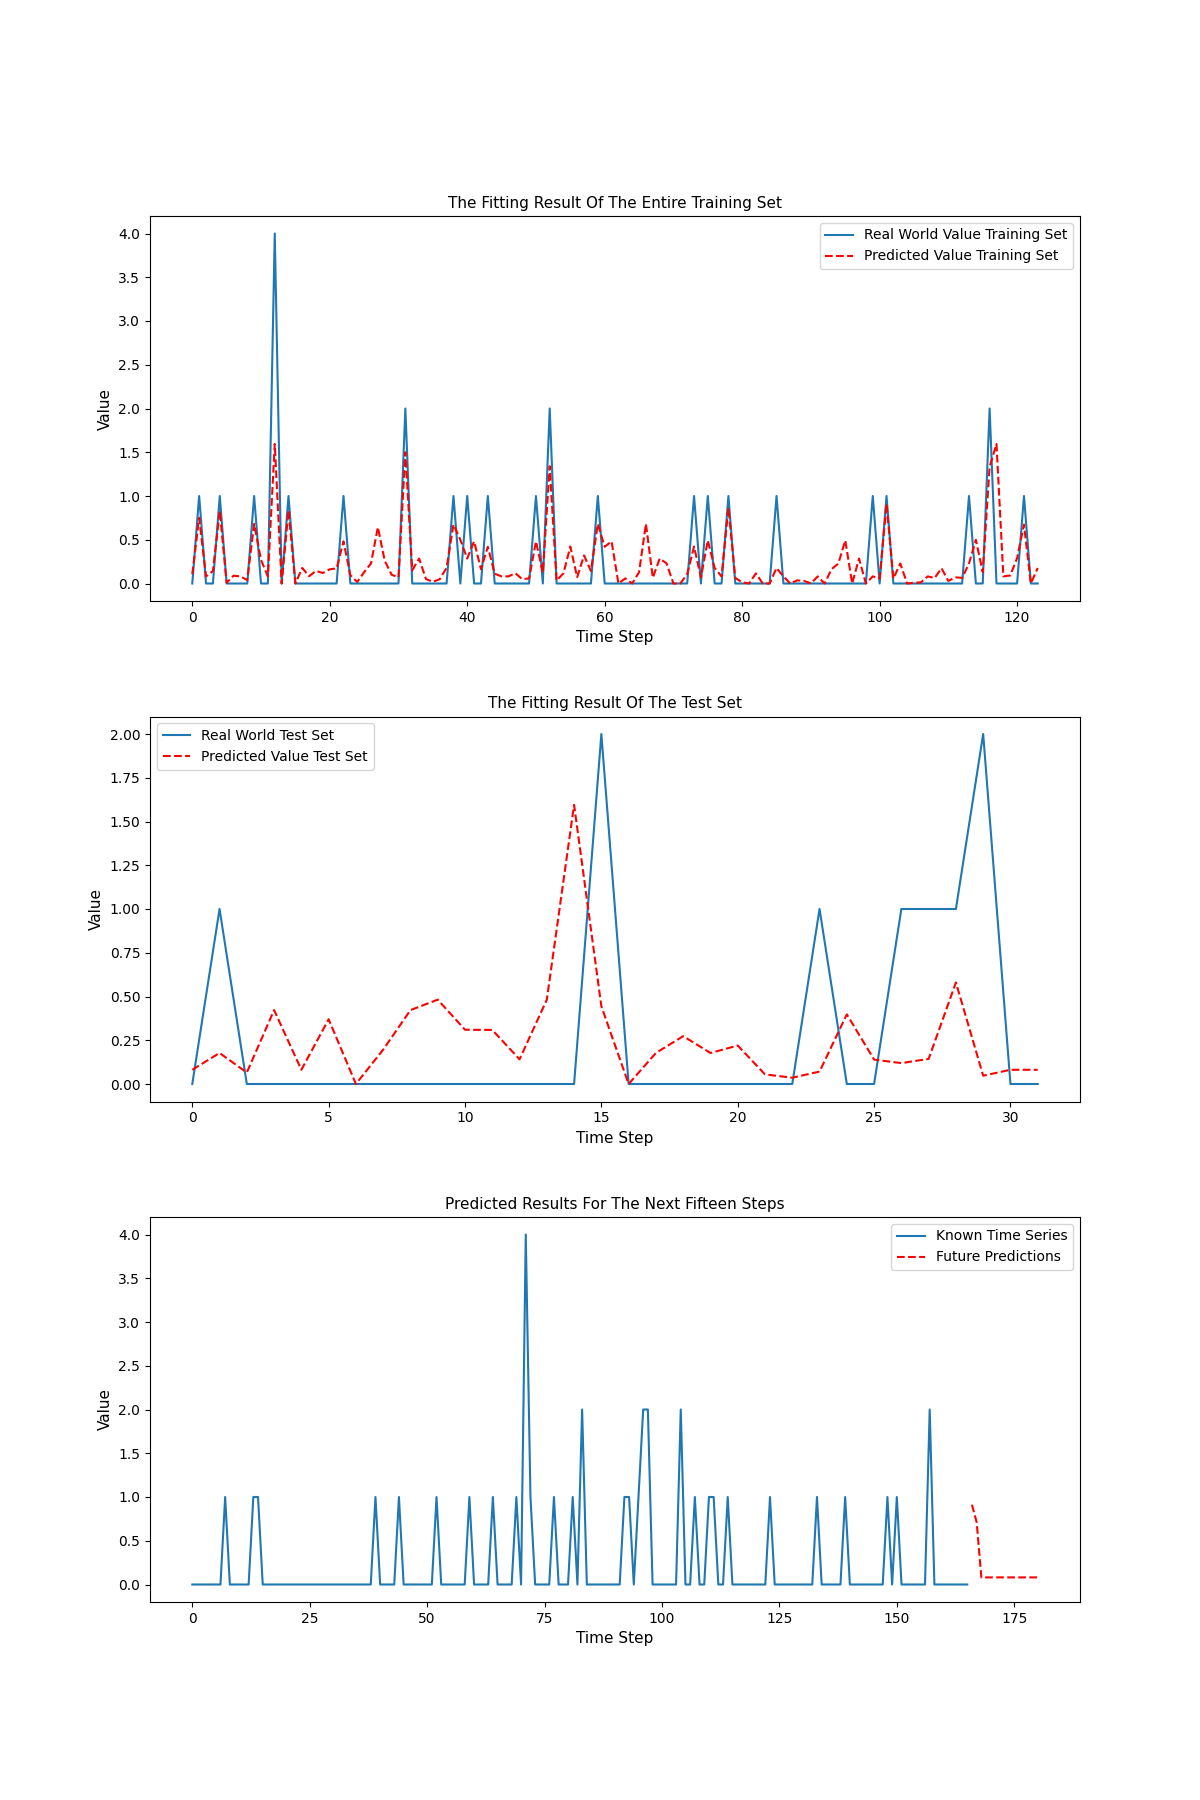 The Fitting Result Of The Entire Training Set
4.0
3.5
3.0
2.5
2.0
1.5
1.0
0.5
0.0
Value
Real World Value Training Set
Predicted Value Training Set
0 20 40 60 80 100 120
Time Step
The Fitting Result Of The Test Set
2.00
1.75
1.50
1.25
1.00
0.75
0.50
0.25
0.00
Value
Real World Test Set
Predicted Value Test Set
0 5 10 15 20 25 30
Time Step
Predicted Results For The Next Fifteen Steps
4.0
3.5
3.0
2.5
2.0
1.5
1.0
0.5
0.0
Value
Known Time Series
Future Predictions
0 25 50 75 100 125 150 175
Time Step